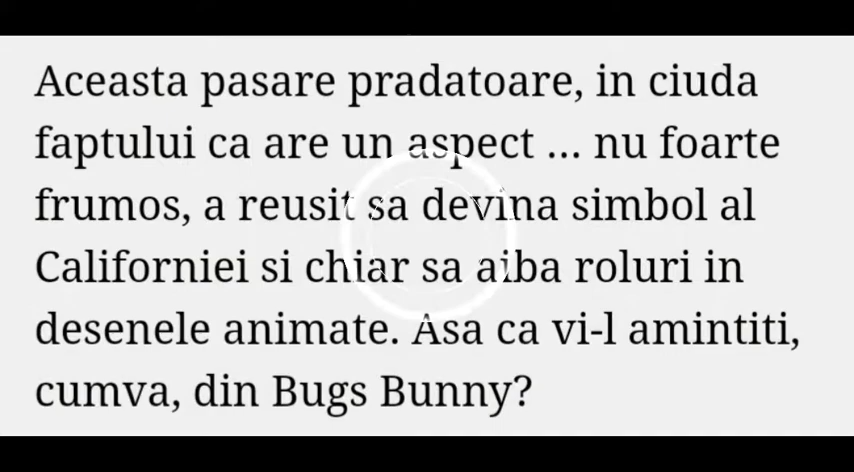 Aceasta pasare pradatoare, in ciuda
faptului ca are un aspect ... nu foarte
frumos, a reusit sa devina simbol al
Californiei si chiar sa aiba roluri in
desenele animate. Asa ca vi-l amintiti,
cumva, din Bugs Bunny?